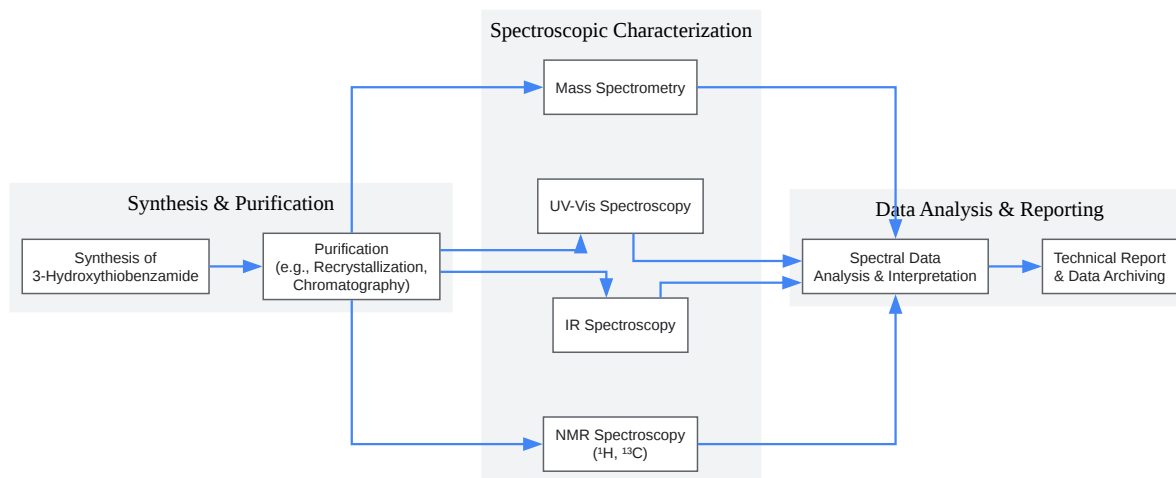 Spectroscopic Characterization
Mass Spectrometry
Synthesis & Purification
UV-Vis Spectroscopy
Data Analysis & Reporting
Synthesis of
3-Hydroxythiobenzamide
Purification
(e.g., Recrystallization,
Chromatography)
Spectral Data
Analysis & Interpretation
Technical Report
& Data Archiving
IR Spectroscopy
NMR Spectroscopy
(¹H, ¹³C)